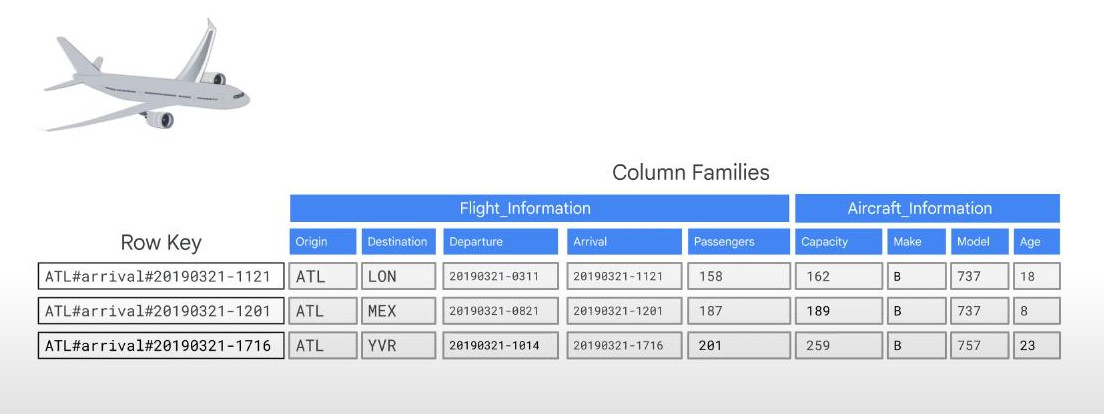 Column Families
Flight_Information Aircraft_Information
Row Key Origin Destination Departure Arrival Passengers Capacity Make Model Age
ATL#arrival#20190321-1121 ATL LON 20190321-0311 20190321-1121 158 162 B 737 18
ATL#arrival#20190321-1201 ATL MEX 20190321-0821 20190321-1201 187 189 B 737 8
ATL#arrival#20190321-1716 ATL YVR 20190321-1014 20190321-1716 201 259 B 757 23